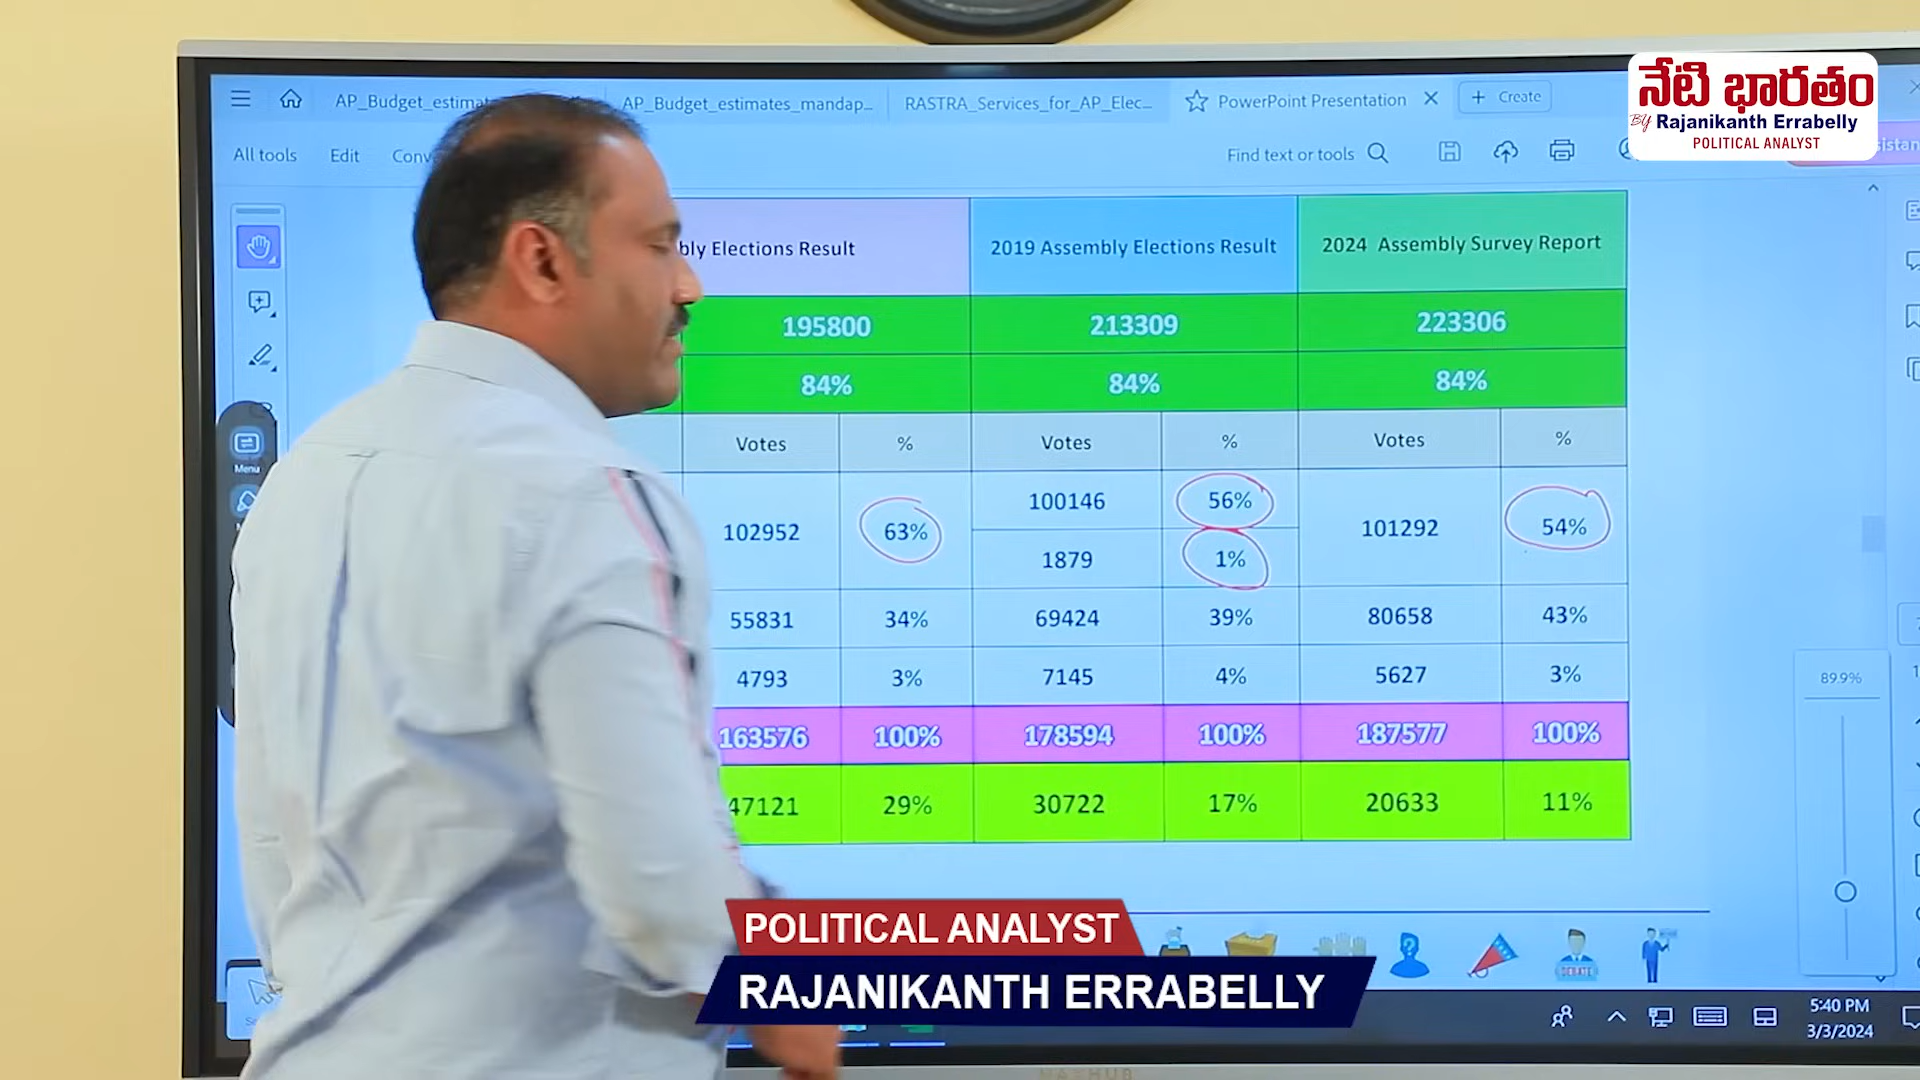 నేటి భారతం
BY Rajanikanth Errabelly
POLITICAL ANALYST
AP_Budget_estimat
AP_Budget_estimates_mandap...
RASTRA_Services_for_AP_Elec...
PowerPoint Presentation
+ Create
All tools
Edit
Find text or tools
bly Elections Result
2019 Assembly Elections Result
2024 Assembly Survey Report
195800
213309
223306
84%
84%
84%
Votes
%
Votes
%
Votes
%
102952
63%
100146
56%
101292
54%
1879
1%
55831
34%
69424
39%
80658
43%
4793
3%
7145
4%
5627
3%
163576
100%
178594
100%
187577
100%
47121
29%
30722
17%
20633
11%
Menu
89.9%
POLITICAL ANALYST
RAJANIKANTH ERRABELLY
5:40 PM
3/3/2024